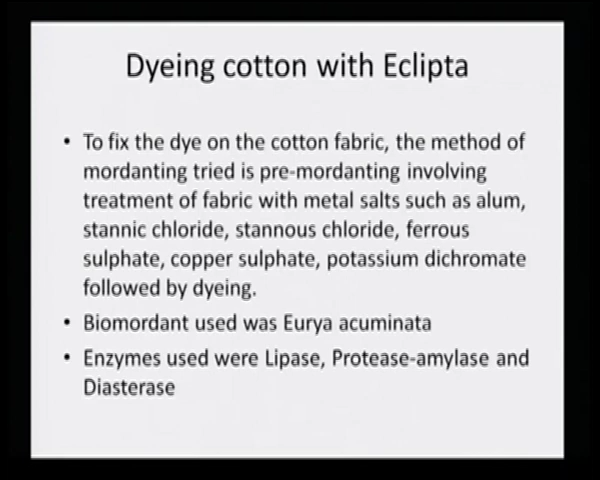 Dyeing cotton with Eclipta
• To fix the dye on the cotton fabric, the method of
mordanting tried is pre-mordanting involving
treatment of fabric with metal salts such as alum,
stannic chloride, stannous chloride, ferrous
sulphate, copper sulphate, potassium dichromate
followed by dyeing.
• Biomordant used was Eurya acuminata
• Enzymes used were Lipase, Protease-amylase and
Diasterase